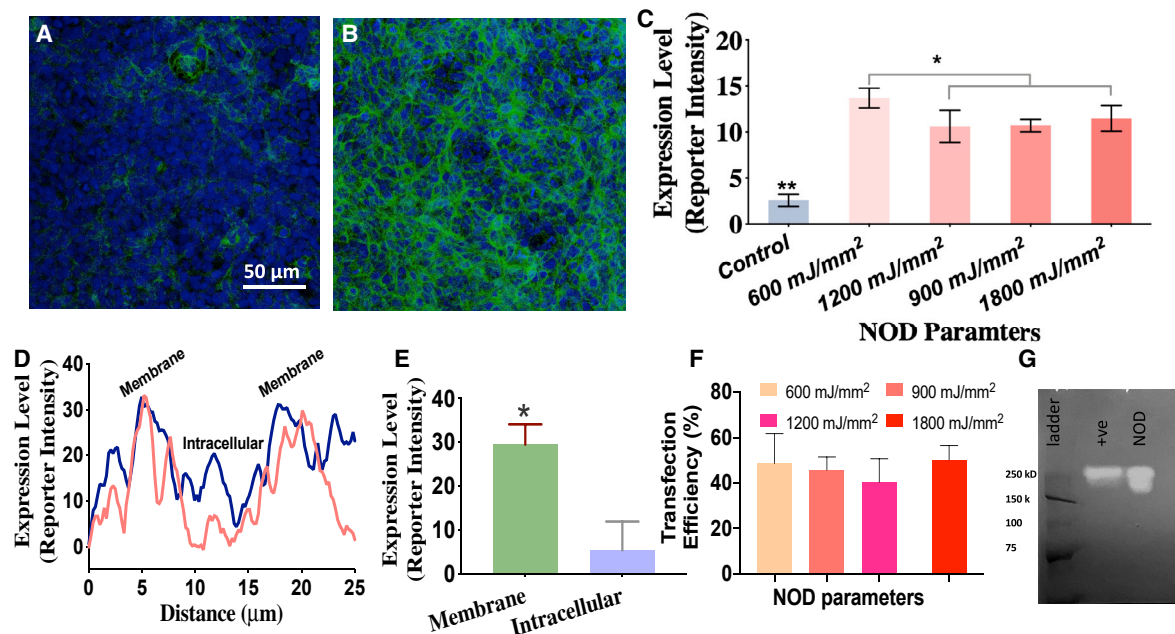 A
50 µm
B
C
Expression Level
(Reporter Intensity)
20
15
10
5
0
*
**
Control
600 mJ/mm²
1200 mJ/mm²
900 mJ/mm²
1800 mJ/mm²
NOD Paramters
D
Expression Level
(Reporter Intensity)
40
30
20
10
0
Membrane
Membrane
Intracellular
0
5
10
15
20
25
Distance (µm)
E
Expression Level
(Reporter Intensity)
40
30
20
10
0
*
Membrane
Intracellular
F
Transfection
Efficiency (%)
80
60
40
20
0
600 mJ/mm²
900 mJ/mm²
1200 mJ/mm²
1800 mJ/mm²
NOD parameters
G
ladder
+ve
NOD
250 kD
150 k
100
75